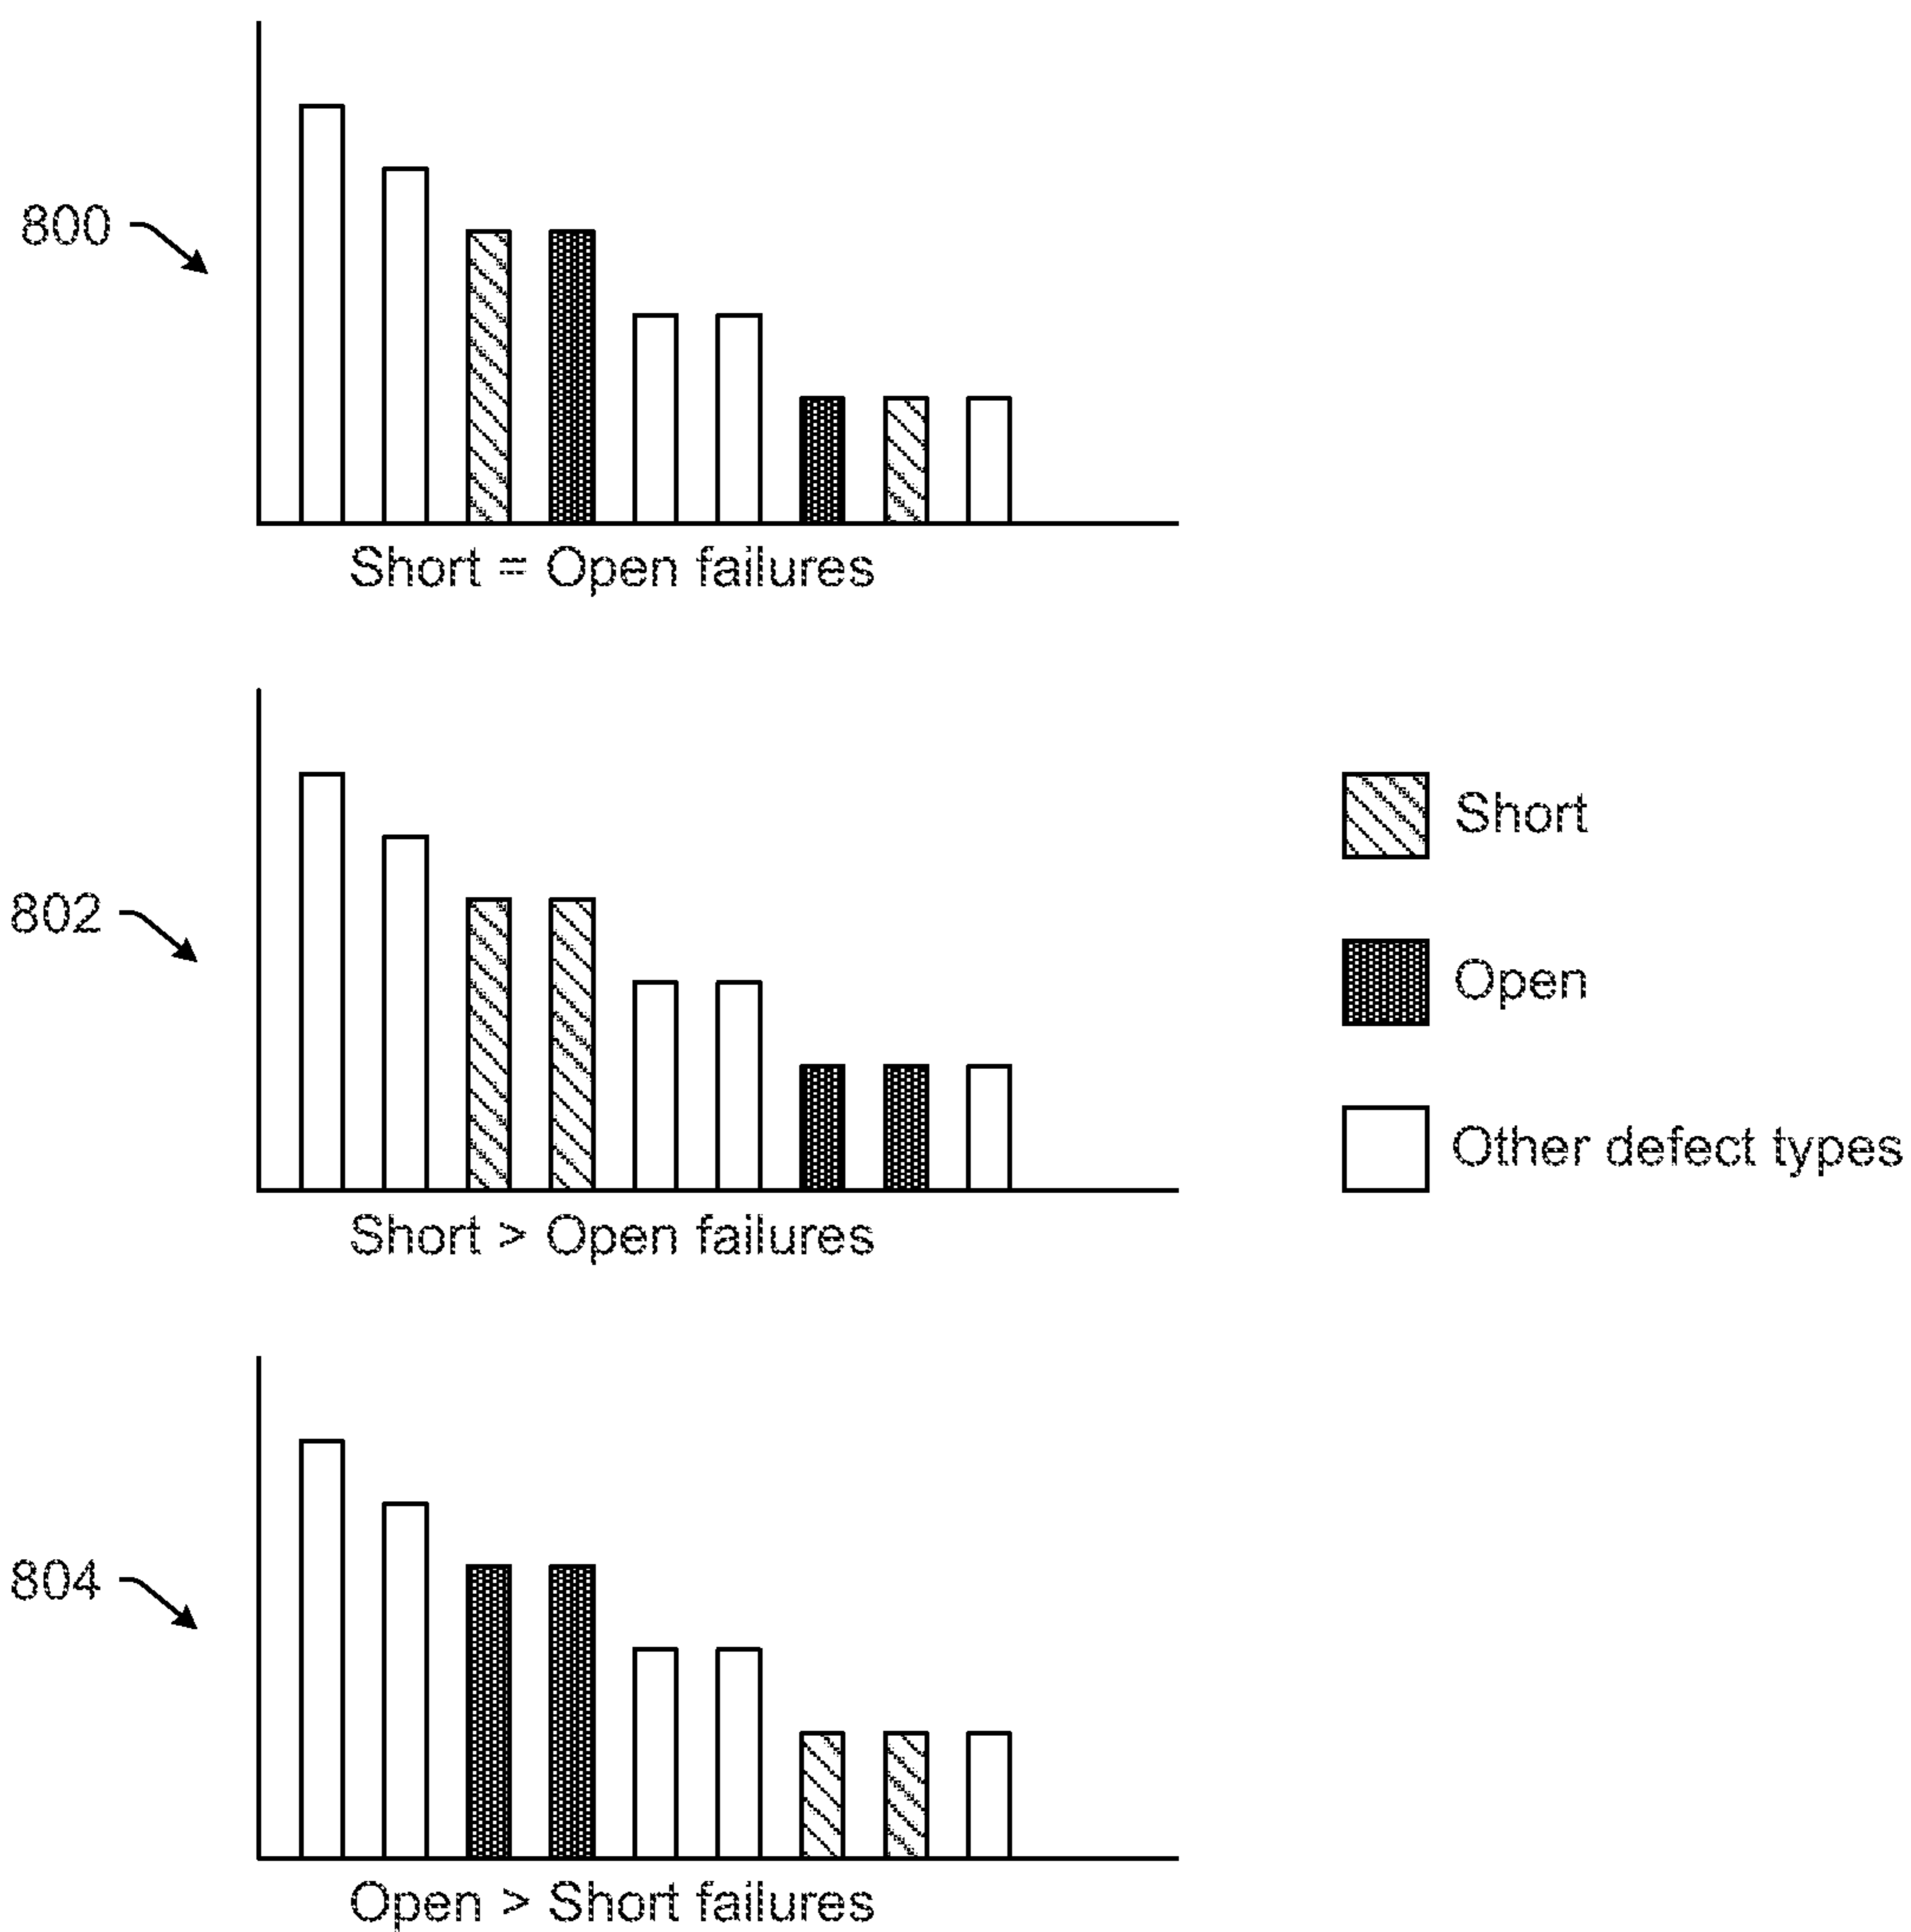 800
Short = Open failures
802
Short > Open failures
Short
Open
Other defect types
804
Open > Short failures